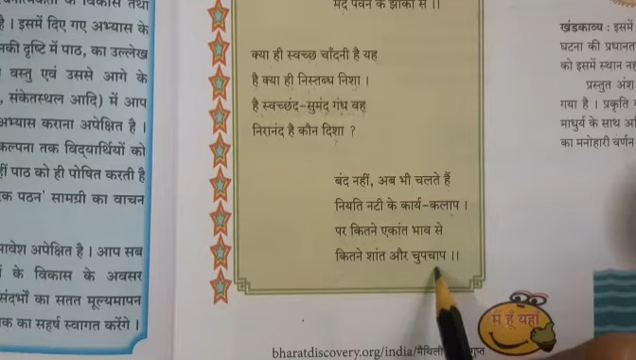 है। इसमें दिए गए अभ्यास के
नकी दृष्टि में पाठ, का उल्लेख
वस्तु एवं उससे आगे के
, संकेतस्थल आदि) में आप
अभ्यास कराना अपेक्षित है ।
कल्पना तक विद्यार्थियों को
हीं पाठ को ही पोषित करती है
क पठन' सामग्री का वाचन
मावेश अपेक्षित है । आप सब
के विकास के अवसर
संदर्भों का सतत मूल्यमापन
क का सहर्ष स्वागत करेंगे ।
मंद पवन के झोंकों से ।।
क्या ही स्वच्छ चाँदनी है यह
है क्या ही निस्तब्ध निशा ।
है स्वच्छंद-सुमंद गंध वह
निरानंद है कौन दिशा ?
बंद नहीं, अब भी चलते हैं
नियति नटी के कार्य-कलाप ।
पर कितने एकांत भाव से
कितने शांत और चुपचाप ।।
खंडकाव्य : इसमें
घटना की प्रधानत
को इसमें स्थान नह
प्रस्तुत अंश
गया है । प्रकृति
माधुर्य के साथ
का मनोहारी वर्णन
मैं हूँ यहाँ
bharatdiscovery.org/india/मैथिली